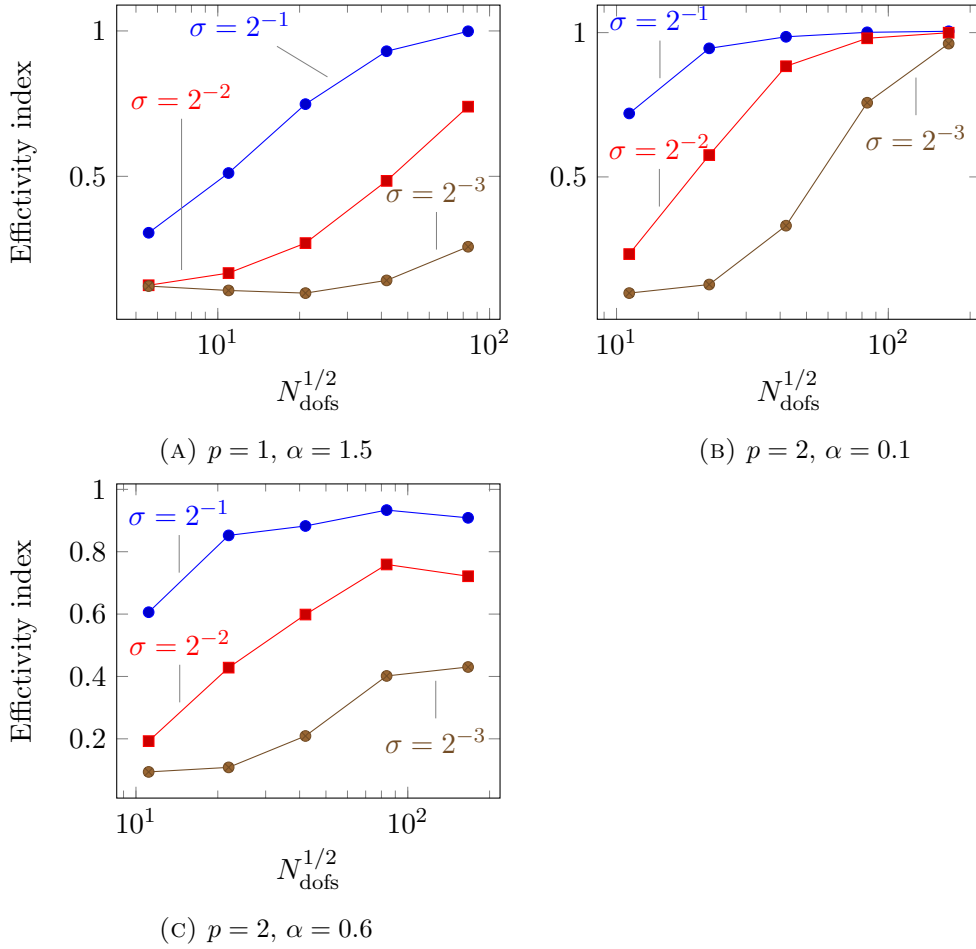 1
0.5
10^1
10^2
Effictivity index
N_dofs^{1/2}
σ = 2^{-1}
σ = 2^{-2}
σ = 2^{-3}
(A) p = 1, α = 1.5
1
0.5
10^1
10^2
N_dofs^{1/2}
σ = 2^{-1}
σ = 2^{-2}
σ = 2^{-3}
(B) p = 2, α = 0.1
1
0.8
0.6
0.4
0.2
10^1
10^2
Effictivity index
N_dofs^{1/2}
σ = 2^{-1}
σ = 2^{-2}
σ = 2^{-3}
(C) p = 2, α = 0.6